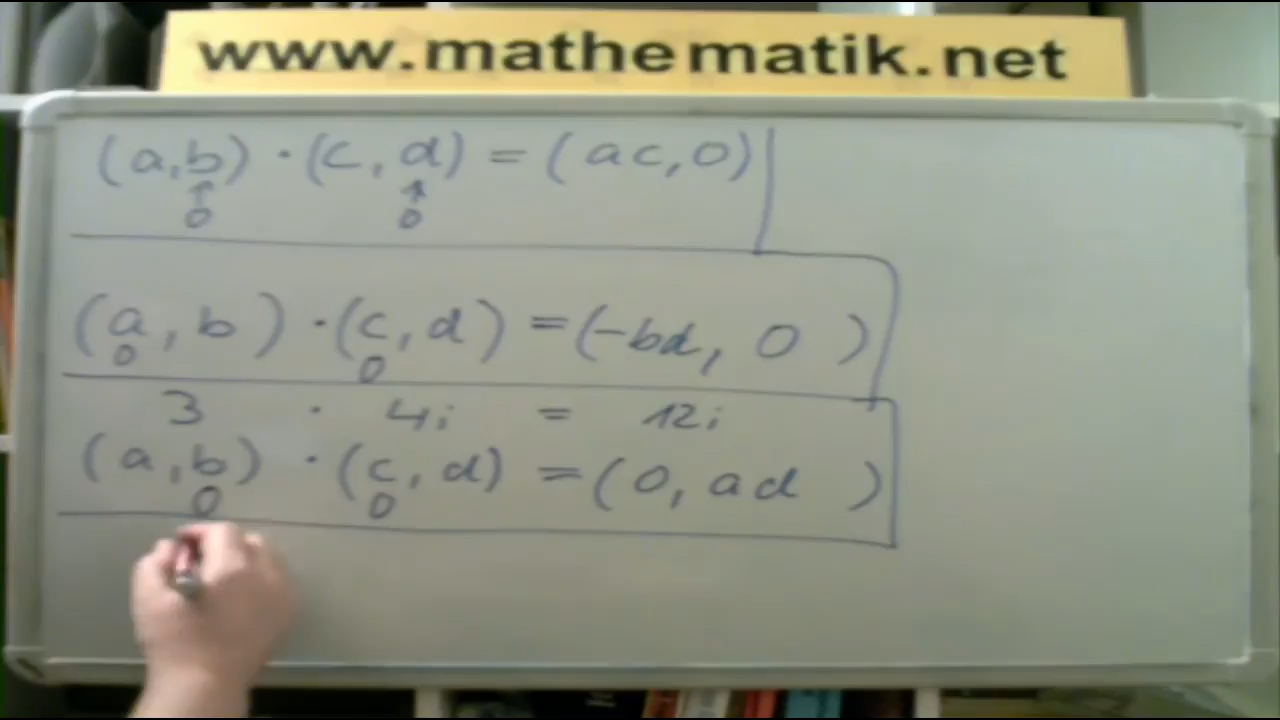 www.mathematik.net
(a,b) · (c,d) = (ac,0)
↑ ↑
0 0
(a,b) · (c,d) = (-bd, 0)
0 0
3 · 4i = 12i
(a,b) · (c,d) = (0, ad)
0 0